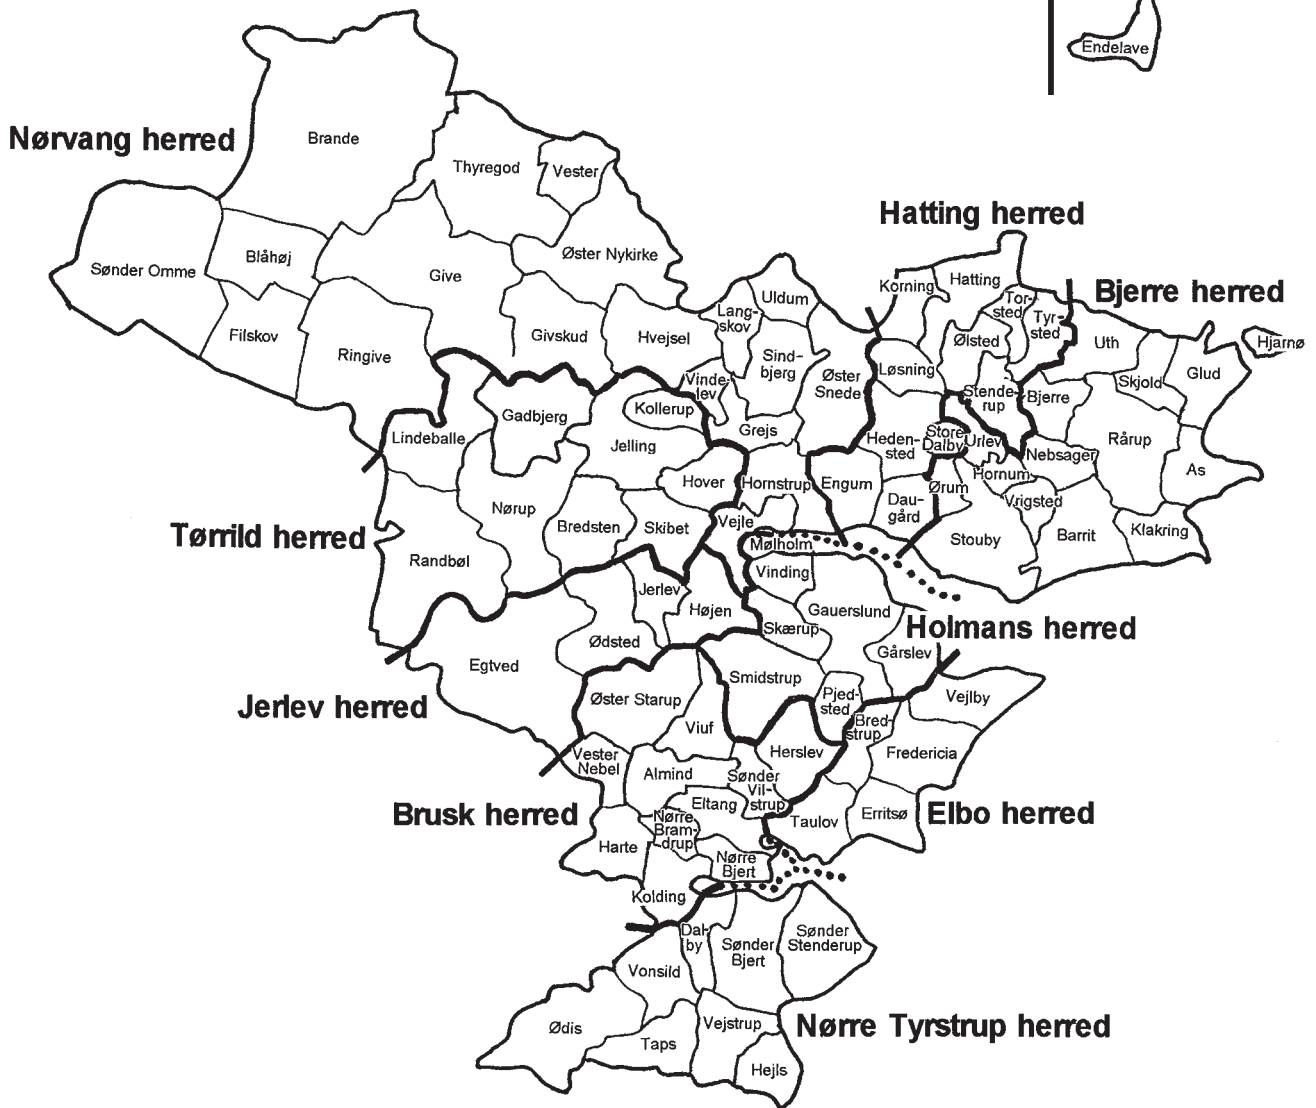 Endelave
Nørvang herred
Brande
Thyregod
Vester
Hatting herred
Sønder Omme
Blåhøj
Give
Øster Nykirke
Filskov
Ringive
Givskud
Hvejsel
Lang-
skov
Uldum
Sind-
bjerg
Vinde-
lev
Grejs
Øster
Snede
Korning
Hatting
Tor-
sted
Tyr-
sted
Ølsted
Løsning
Stende-
rup
Bjerre herred
Hjarnø
Uth
Skjold
Glud
Bjerre
Rårup
As
Nebsager
Klakring
Barrit
Vrigsted
Hornum
Urlev
Store
Dalby
Heden-
sted
Ørum
Dau-
gård
Stouby
Engum
Hornstrup
Lindeballe
Gadbjerg
Kollerup
Jelling
Hover
Nørup
Bredsten
Skibet
Vejle
Tørrild herred
Randbøl
Mølholm
Vinding
Gauerslund
Skærup
Holmans herred
Gårslev
Smidstrup
Pjed-
sted
Jerlev
Højen
Ødsted
Egtved
Jerlev herred
Øster Starup
Viuf
Vester
Nebel
Almind
Sønder
Vil-
strup
Herslev
Bred-
strup
Vejlby
Fredericia
Brusk herred
Eltang
Nørre
Bram-
drup
Taulov
Erritsø
Elbo herred
Harte
Nørre
Bjert
Kolding
Dal-
by
Sønder
Bjert
Sønder
Stenderup
Vonsild
Ødis
Taps
Vejstrup
Hejls
Nørre Tyrstrup herred